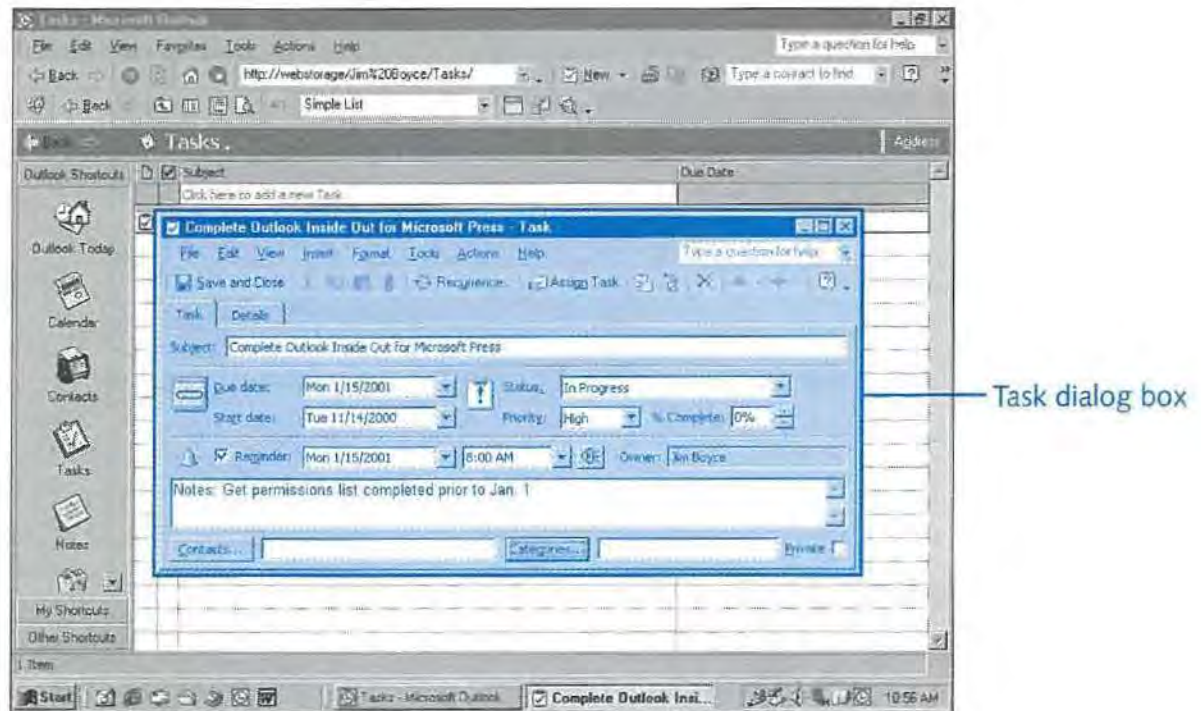 Tasks - Microsoft Outlook
File Edit View Favorites Tools Actions Help
Type a question for help
Back
http://webstorage/Jim%20Boyce/Tasks/
New
Type a contact to find
Back
Simple List
Back
Tasks.
Address
Outlook Shortcuts
Subject
Due Date
Click here to add a new Task
Outlook Today
Calendar
Contacts
Tasks
Notes
My Shortcuts
Other Shortcuts
Complete Outlook Inside Out for Microsoft Press - Task
File Edit View Insert Format Tools Actions Help
Type a question for help
Save and Close
Recurrence...
Assign Task
Task
Details
Subject: Complete Outlook Inside Out for Microsoft Press
Due date: Mon 1/15/2001
Status: In Progress
Start date: Tue 11/14/2000
Priority: High
% Complete: 0%
Reminder: Mon 1/15/2001 8:00 AM
Owner: Jim Boyce
Notes: Get permissions list completed prior to Jan. 1
Contacts...
Categories...
Private
Task dialog box
1 Item
Start
Tasks - Microsoft Outlook
Complete Outlook Insi...
10:56 AM